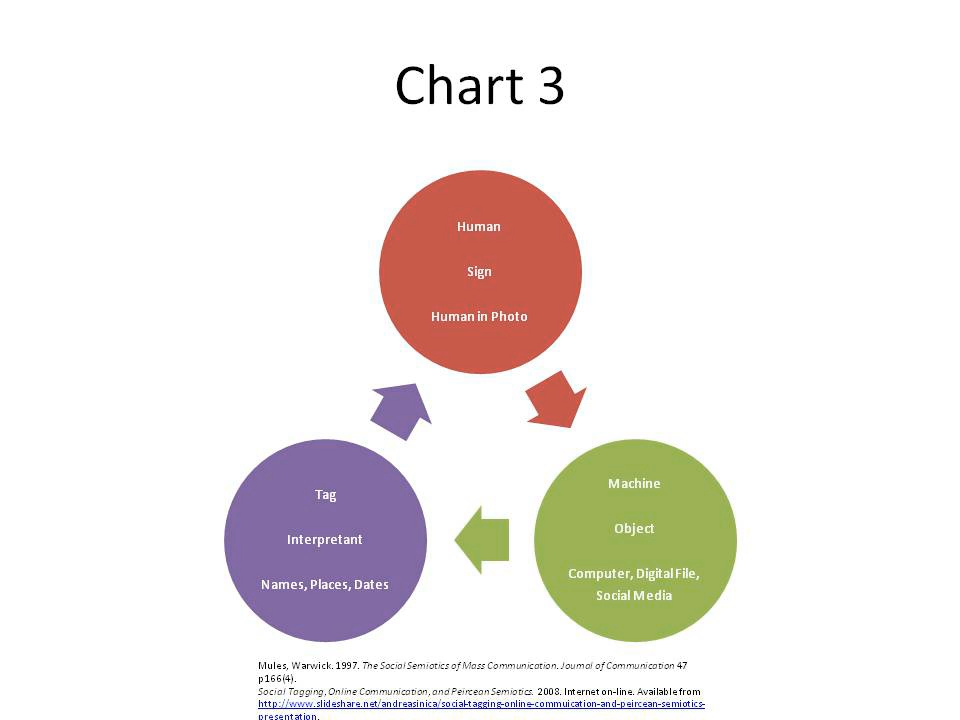 Chart 3
Human
Sign
Human in Photo
Machine
Object
Computer, Digital File,
Social Media
Tag
Interpretant
Names, Places, Dates
Mules, Warwick. 1997. The Social Semiotics of Mass Communication. Journal of Communication 47
p166(4).
Social Tagging, Online Communication, and Peircean Semiotics. 2008. Internet on-line. Available from
http://www.slideshare.net/andreasinica/social-tagging-online-commuication-and-peircean-semiotics-
presentation.